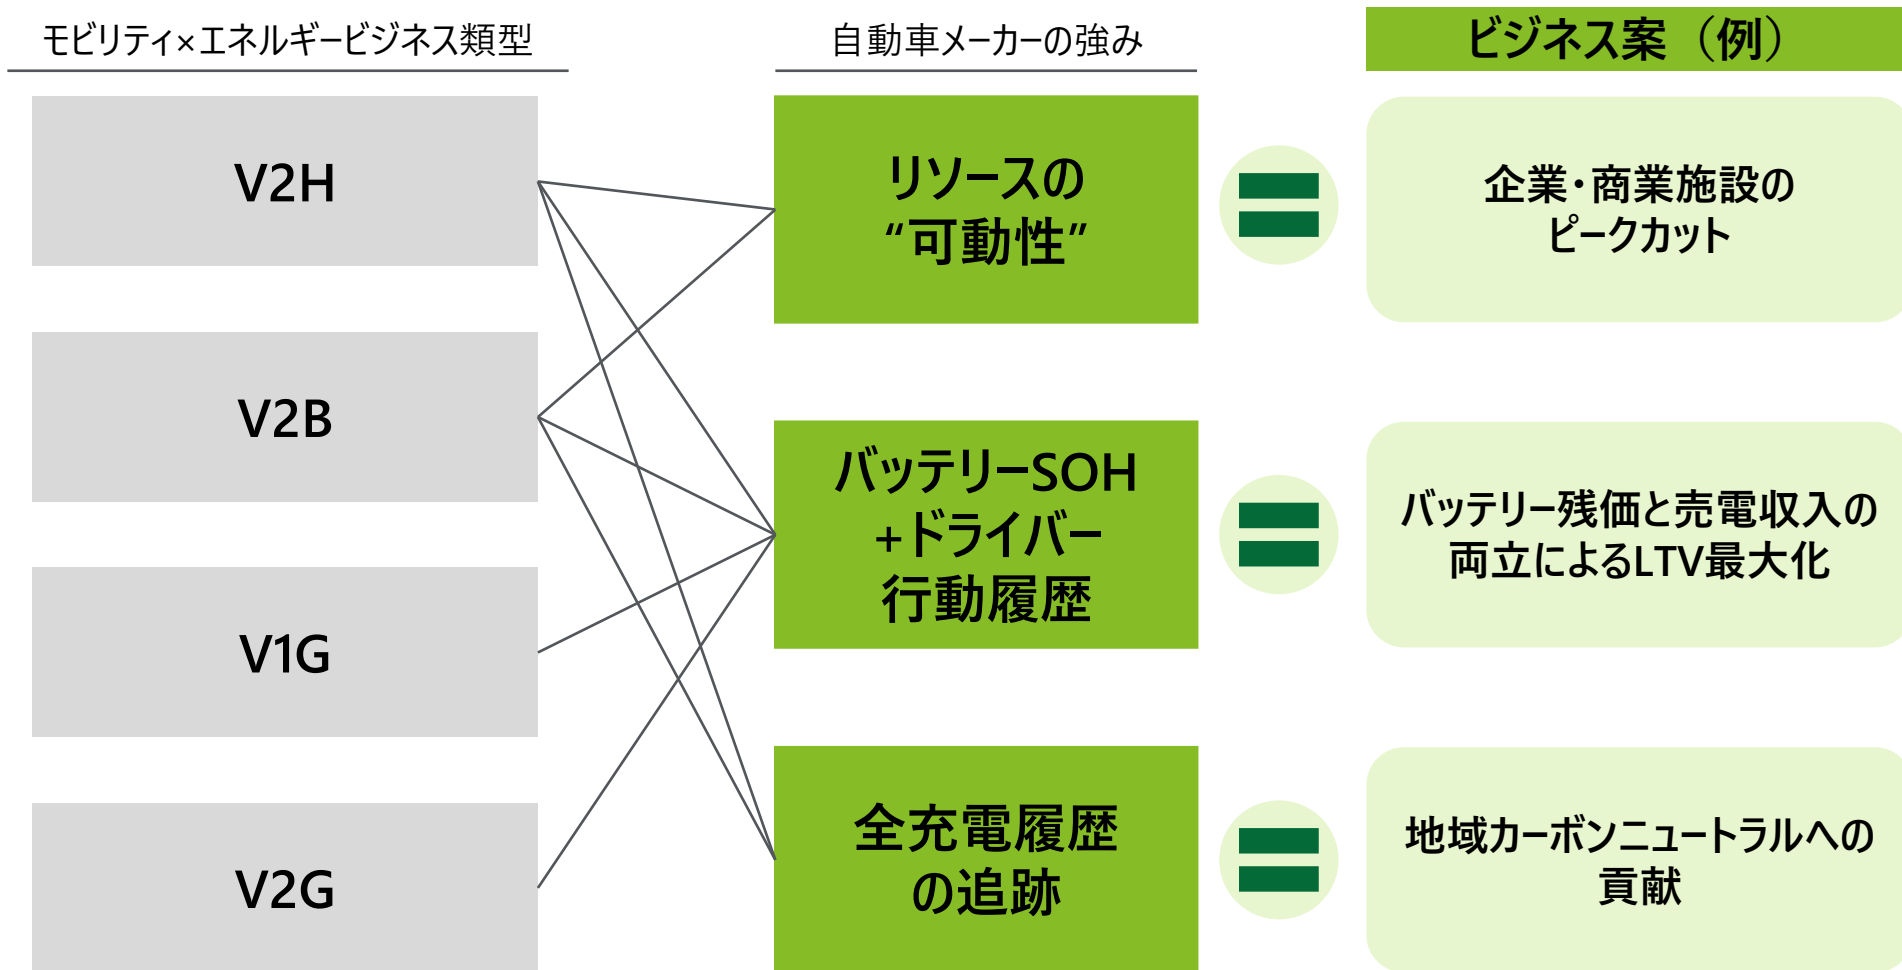 モビリティ×エネルギービジネス類型
自動車メーカーの強み
ビジネス案（例）
V2H
V2B
V1G
V2G
リソースの
“可動性”
バッテリーSOH
+ドライバー
行動履歴
全充電履歴
の追跡
企業・商業施設の
ピークカット
バッテリー残価と売電収入の
両立によるLTV最大化
地域カーボンニュートラルへの
貢献